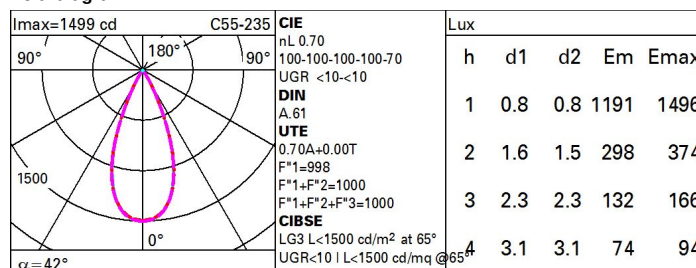 Imax=1499 cd C55-235
90° 180° 90°
1500
0°
α=42°
CIE
nL 0.70
100-100-100-100-70
UGR <10-<10
DIN
A.61
UTE
0.70A+0.00T
F"1=998
F"1+F"2=1000
F"1+F"2+F"3=1000
CIBSE
LG3 L<1500 cd/m² at 65°
UGR<10 | L<1500 cd/mq @65°
Lux
h d1 d2 Em Emax
1 0.8 0.8 1191 1496
2 1.6 1.5 298 374
3 2.3 2.3 132 166
4 3.1 3.1 74 94